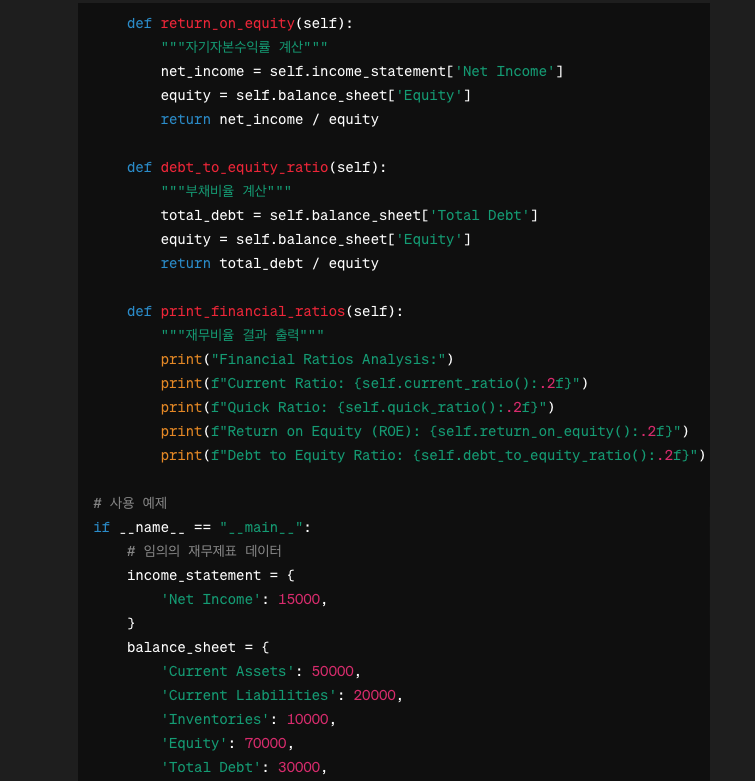 def return_on_equity(self):
"""자기자본수익률 계산"""
net_income = self.income_statement['Net Income']
equity = self.balance_sheet['Equity']
return net_income / equity
def debt_to_equity_ratio(self):
"""부채비율 계산"""
total_debt = self.balance_sheet['Total Debt']
equity = self.balance_sheet['Equity']
return total_debt / equity
def print_financial_ratios(self):
"""재무비율 결과 출력"""
print("Financial Ratios Analysis:")
print(f"Current Ratio: {self.current_ratio():.2f}")
print(f"Quick Ratio: {self.quick_ratio():.2f}")
print(f"Return on Equity (ROE): {self.return_on_equity():.2f}")
print(f"Debt to Equity Ratio: {self.debt_to_equity_ratio():.2f}")
# 사용 예제
if __name__ == "__main__":
# 임의의 재무제표 데이터
income_statement = {
'Net Income': 15000,
}
balance_sheet = {
'Current Assets': 50000,
'Current Liabilities': 20000,
'Inventories': 10000,
'Equity': 70000,
'Total Debt': 30000,